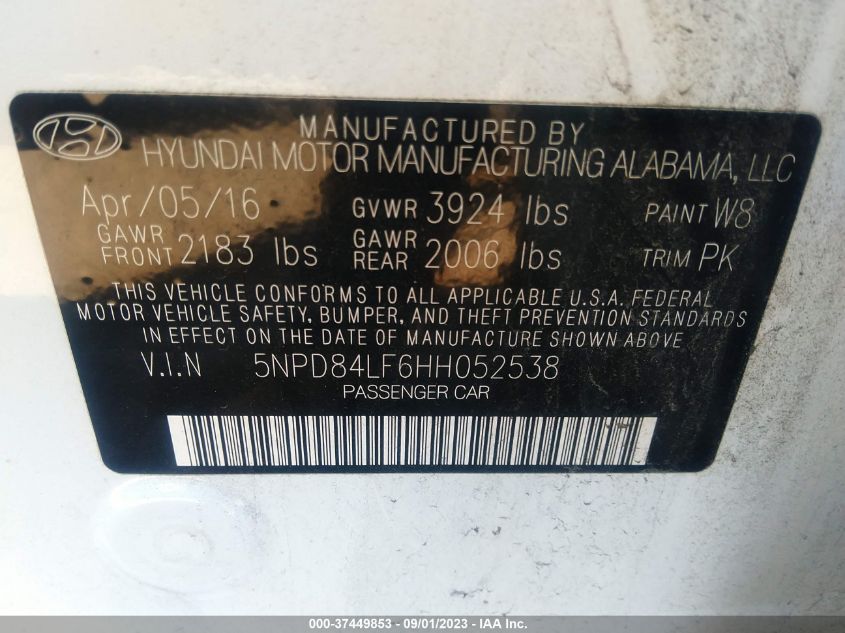 MANUFACTURED BY
HYUNDAI MOTOR MANUFACTURING ALABAMA, LLC
Apr/05/16 GVWR 3924 lbs PAINT W8
GAWR FRONT 2183 lbs GAWR REAR 2006 lbs TRIM PK
THIS VEHICLE CONFORMS TO ALL APPLICABLE U.S.A. FEDERAL
MOTOR VEHICLE SAFETY, BUMPER, AND THEFT PREVENTION STANDARDS
IN EFFECT ON THE DATE OF MANUFACTURE SHOWN ABOVE
V.I.N 5NPD84LF6HH052538
PASSENGER CAR
000-37449853 - 09/01/2023 - IAA Inc.